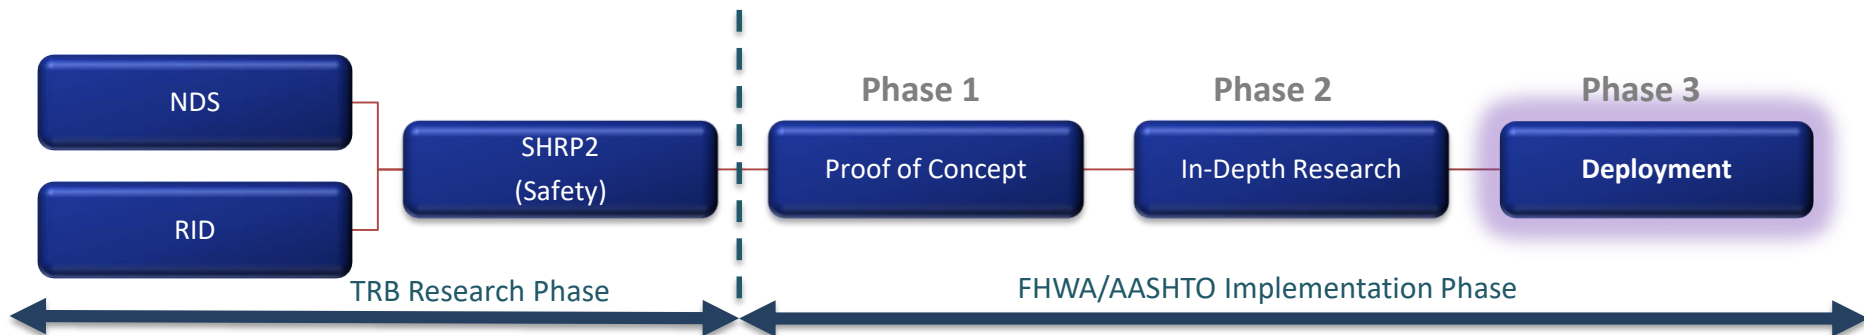 NDS
RID
SHRP2
(Safety)
TRB Research Phase
Phase 1
Proof of Concept
Phase 2
In-Depth Research
Phase 3
Deployment
FHWA/AASHTO Implementation Phase